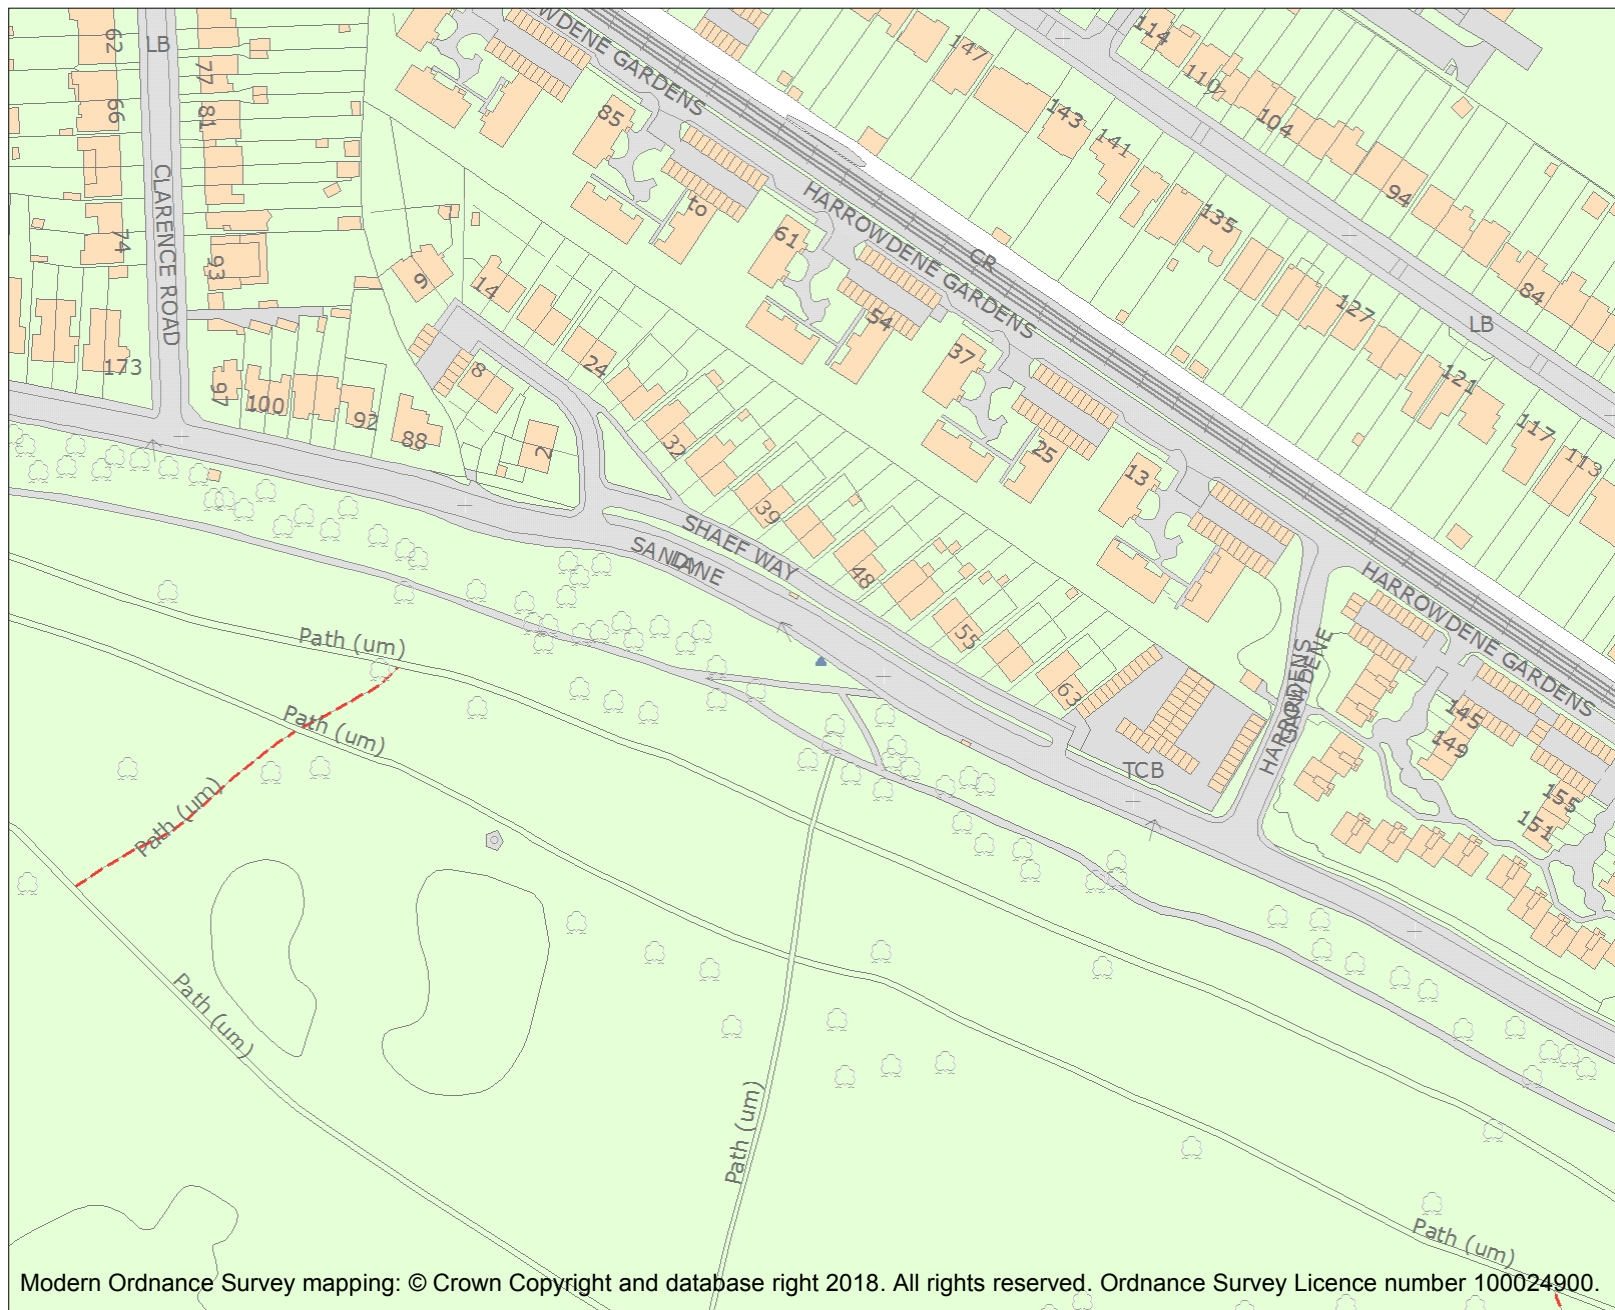 62
LB
77
66
81
CLARENCE ROAD
74
93
173
97
100
92
88
WDENE GARDENS
85
to
61
HARROWDENE GARDENS
CR
54
37
25
13
147
143
141
135
127
121
117
113
114
110
104
94
84
LB
9
14
24
8
2
32
39
48
55
63
SHAEF WAY
SANDY LANE
TCB
HARROWDENE GARDENS
HARROWDENE GARDENS
145
149
155
151
Path (um)
Path (um)
Path (um)
Path (um)
Path (um)
Path (um)
Modern Ordnance Survey mapping: © Crown Copyright and database right 2018. All rights reserved. Ordnance Survey Licence number 100024900.